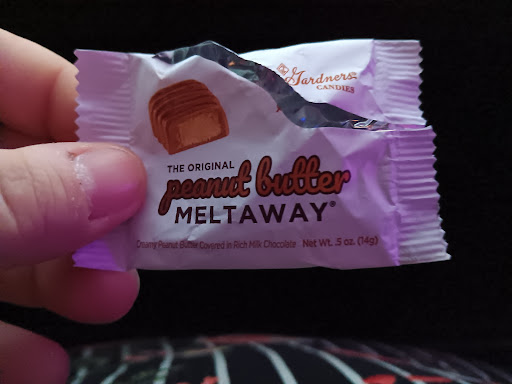 Gardners
CANDIES
THE ORIGINAL
peanut butter
MELTAWAY®
Creamy Peanut Butter Covered in Rich Milk Chocolate Net Wt. .5 oz. (14g)